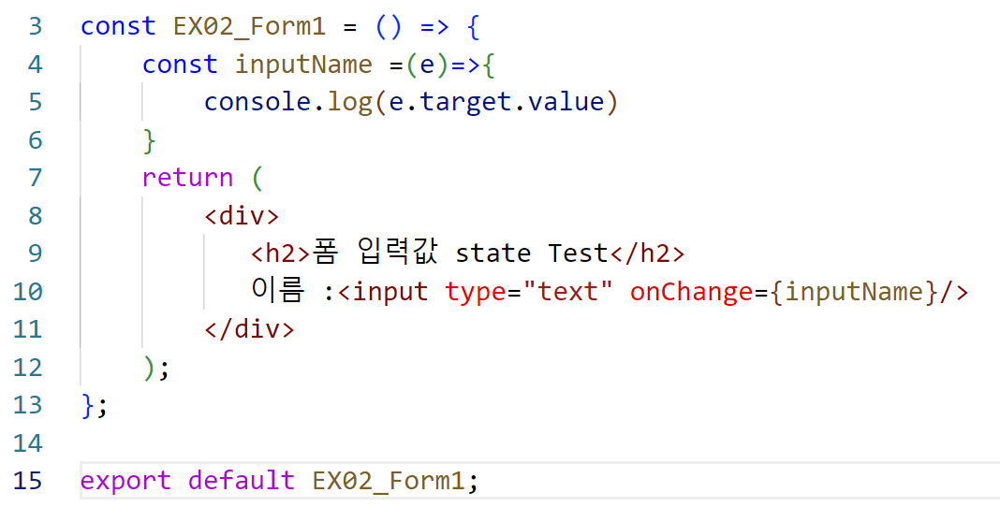 3 const EX02_Form1 = () => {
4 const inputName =(e)=>{
5 console.log(e.target.value)
6 }
7 return (
8 <div>
9 <h2>폼 입력값 state Test</h2>
10 이름 :<input type="text" onChange={inputName}/>
11 </div>
12 );
13 };
14
15 export default EX02_Form1;